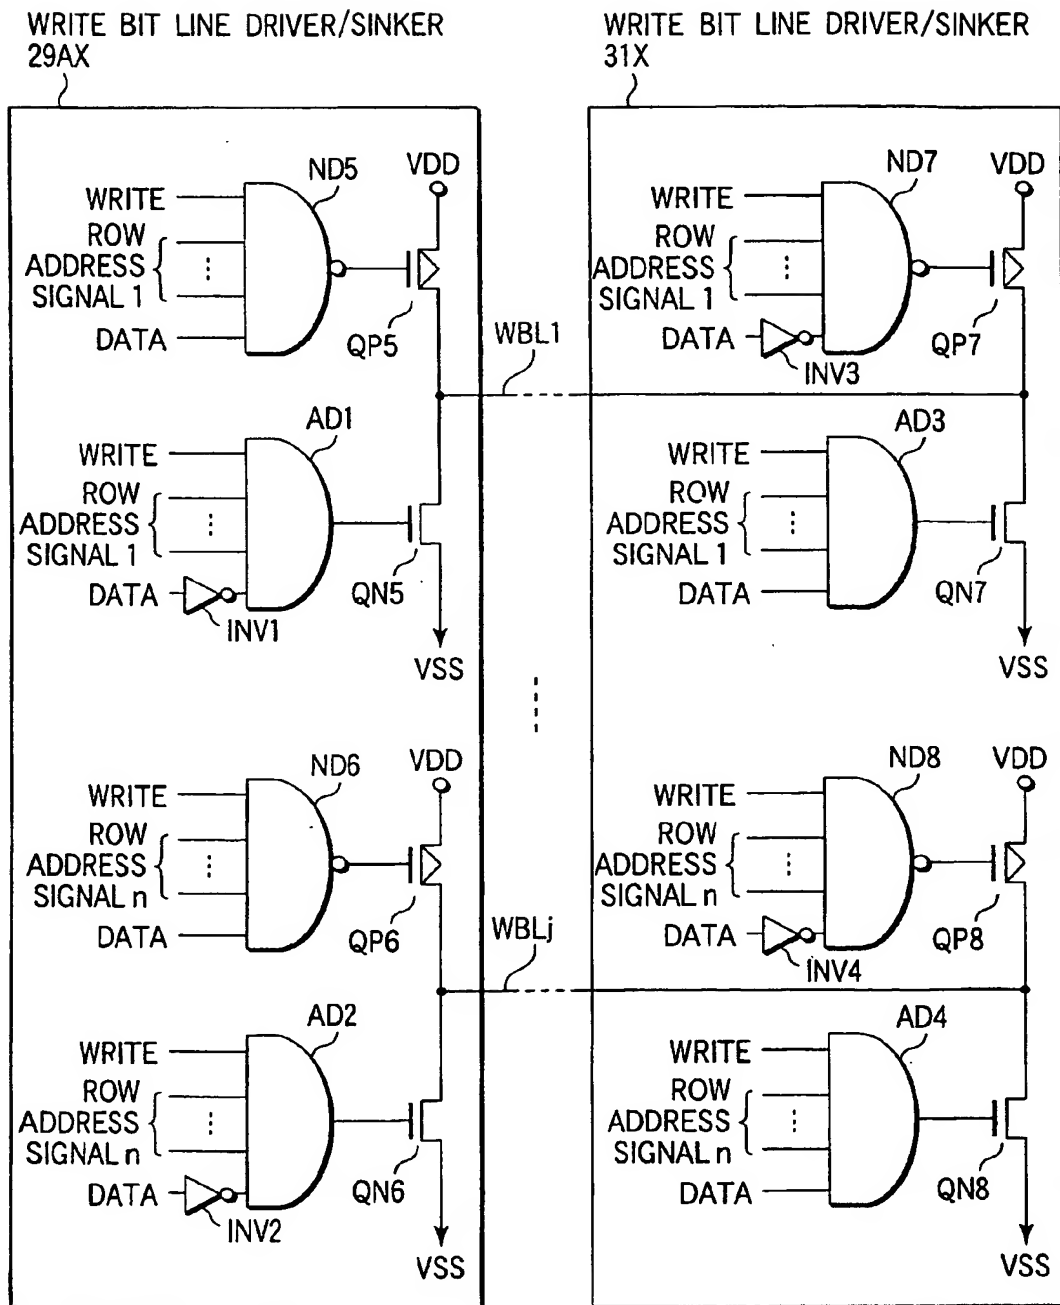 WRITE BIT LINE DRIVER/SINKER
29AX
VDD
ND5
WRITE
ROW
ADDRESS
SIGNAL 1
DATA
QP5
WBL1
AD1
WRITE
ROW
ADDRESS
SIGNAL 1
DATA
INV1
QN5
VSS
VDD
ND6
WRITE
ROW
ADDRESS
SIGNAL n
DATA
QP6
WBLj
AD2
WRITE
ROW
ADDRESS
SIGNAL n
DATA
INV2
QN6
VSS
WRITE BIT LINE DRIVER/SINKER
31X
VDD
ND7
WRITE
ROW
ADDRESS
SIGNAL 1
DATA
INV3
QP7
AD3
WRITE
ROW
ADDRESS
SIGNAL 1
DATA
QN7
VSS
VDD
ND8
WRITE
ROW
ADDRESS
SIGNAL n
DATA
INV4
QP8
AD4
WRITE
ROW
ADDRESS
SIGNAL n
DATA
QN8
VSS